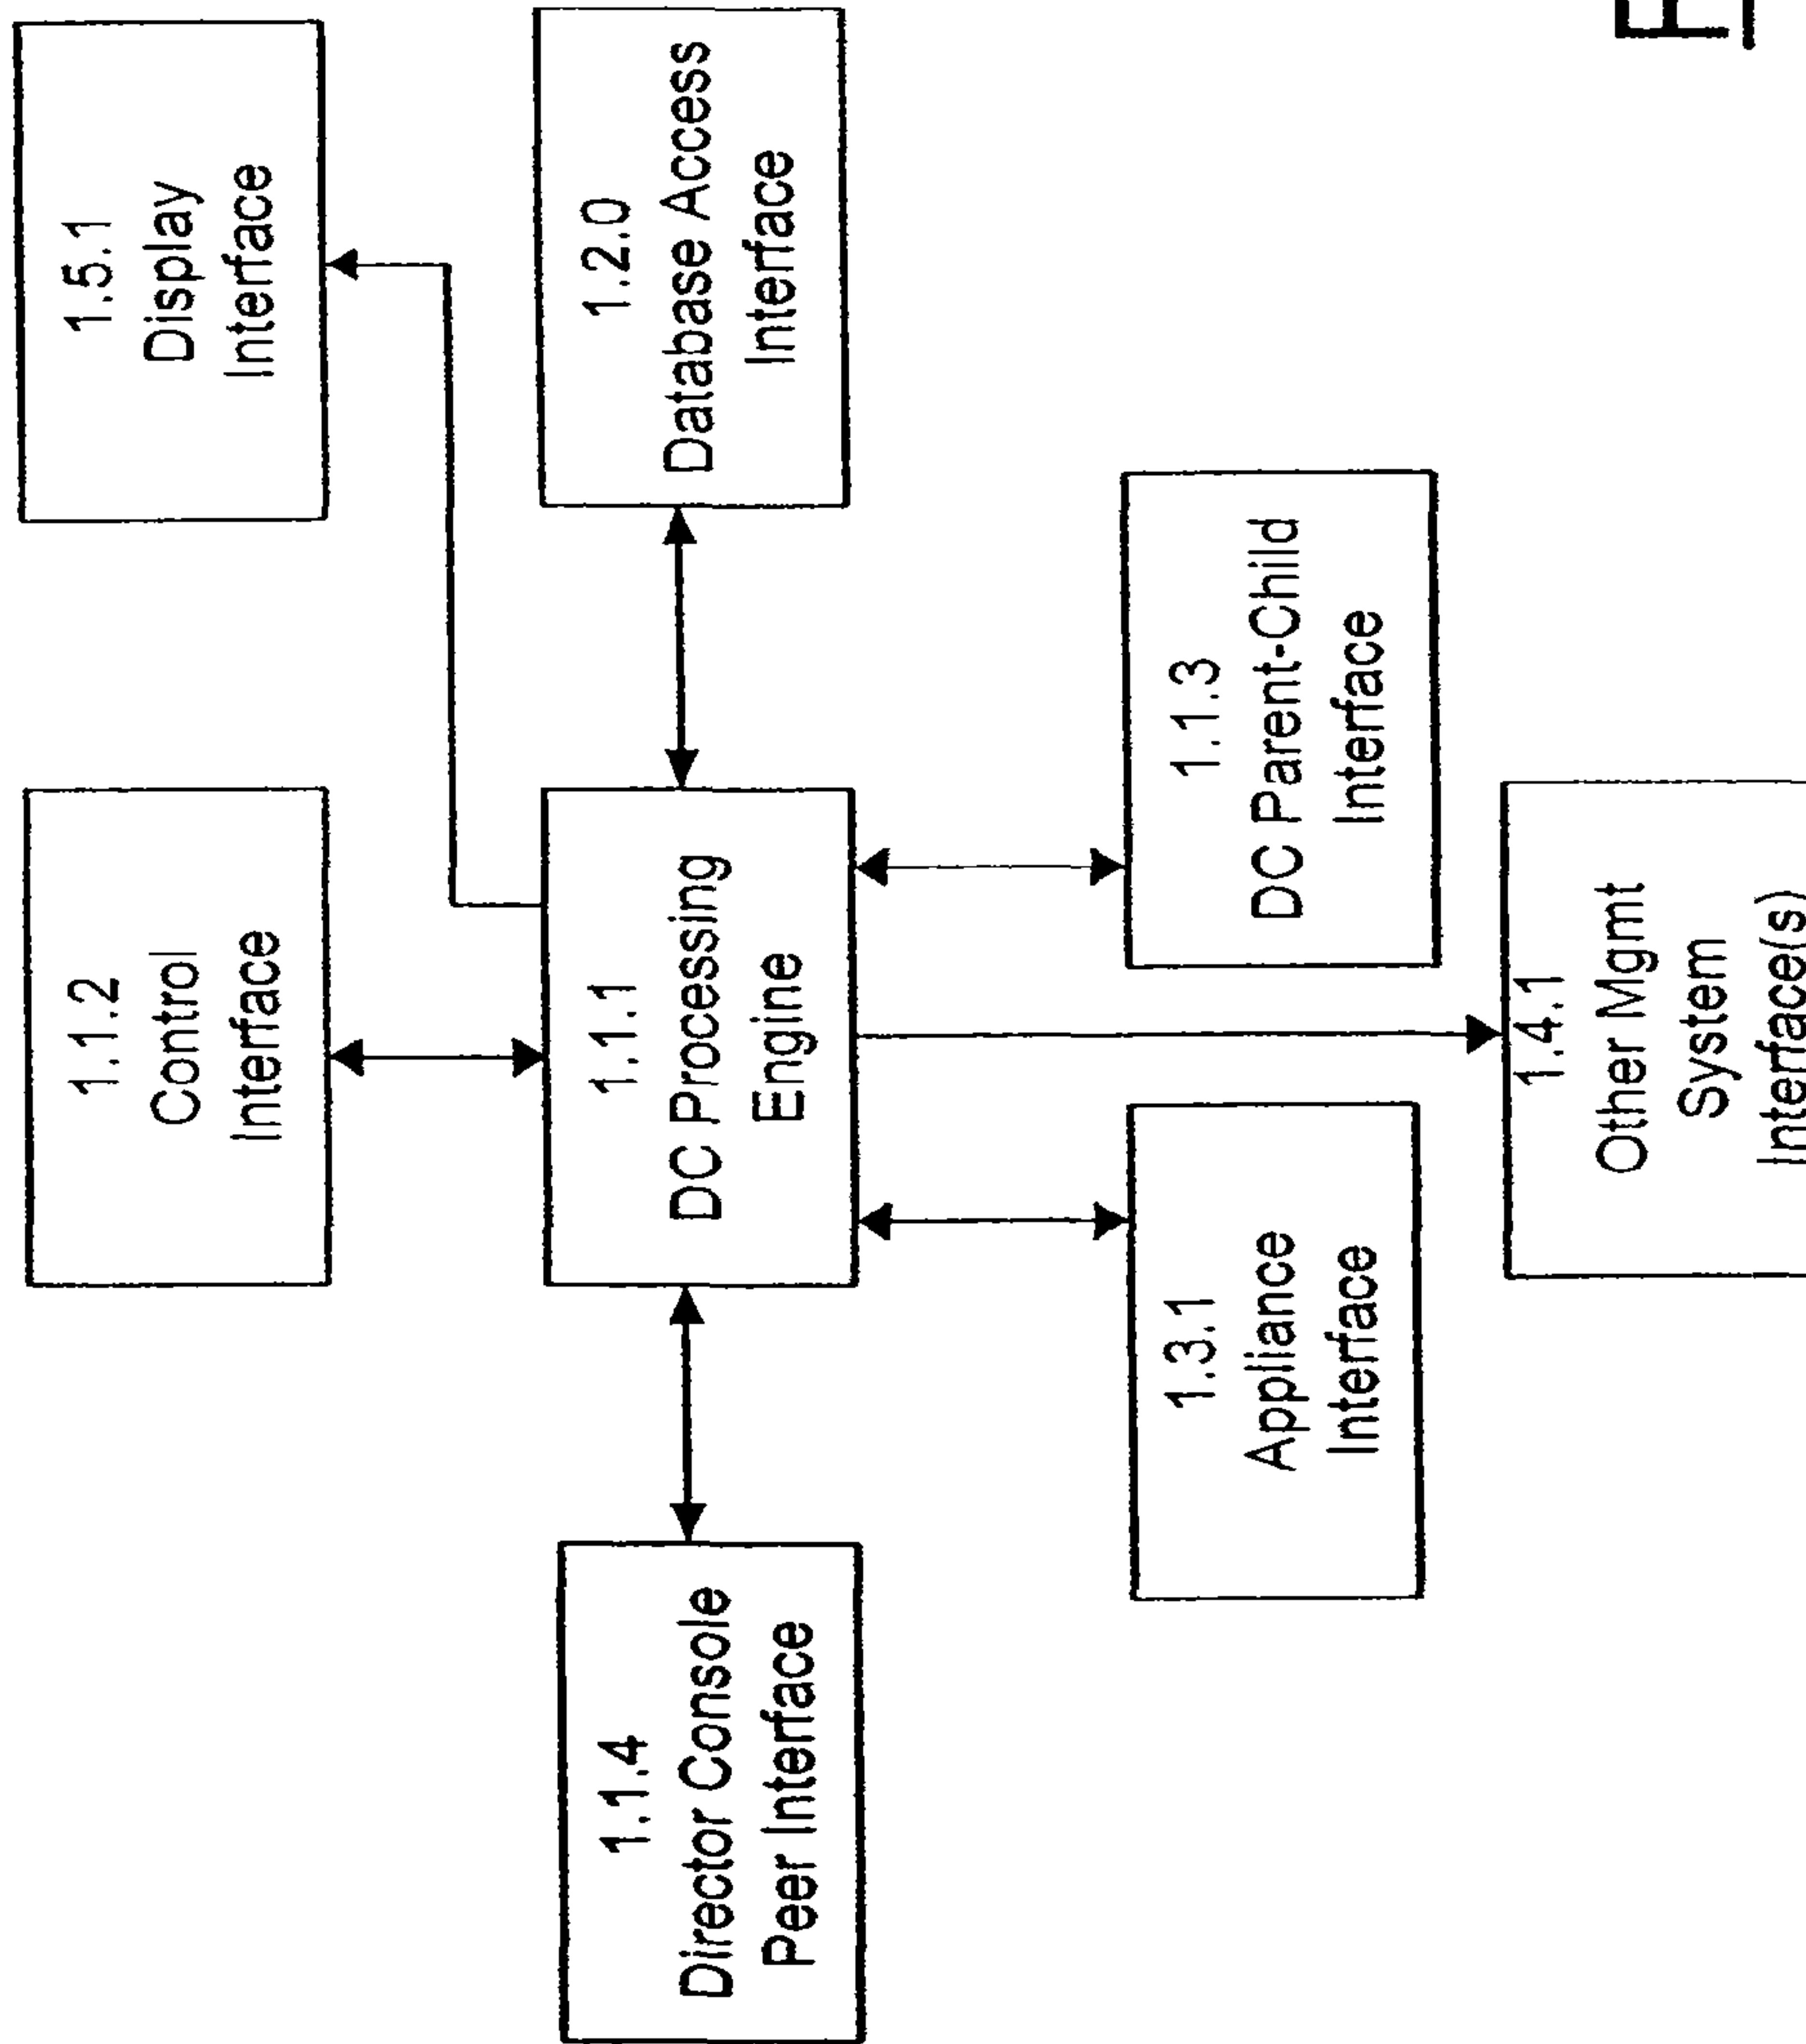 1.1.2
Control
Interface
1.5.1
Display
Interface
1.1.4
Director Console
Peer Interface
1.1.1
DC Processing
Engine
1.2.0
Database Access
Interface
1.3.1
Appliance
Interface
1.1.3
DC Parent-Child
Interface
1.4.1
Other Mgmt
System
Interface(s)
F